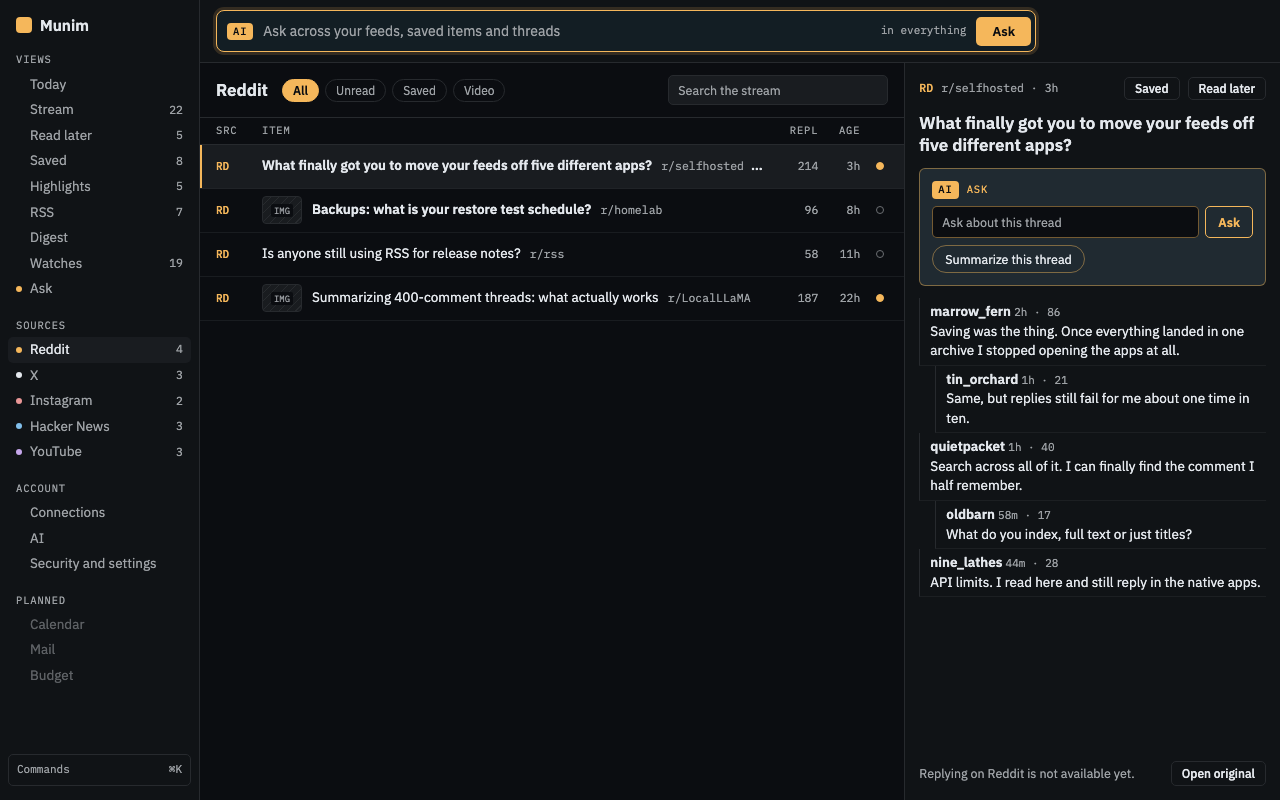 Munim
VIEWS
Today
Stream 22
Read later 5
Saved 8
Highlights 5
RSS 7
Digest
Watches 19
Ask
SOURCES
Reddit 4
X 3
Instagram 2
Hacker News 3
YouTube 3
ACCOUNT
Connections
AI
Security and settings
PLANNED
Calendar
Mail
Budget
Commands ⌘K
AI Ask across your feeds, saved items and threads in everything Ask
Reddit All Unread Saved Video Search the stream
SRC ITEM REPL AGE
RD What finally got you to move your feeds off five different apps? r/selfhosted … 214 3h
RD IMG Backups: what is your restore test schedule? r/homelab 96 8h
RD Is anyone still using RSS for release notes? r/rss 58 11h
RD IMG Summarizing 400-comment threads: what actually works r/LocalLLaMA 187 22h
RD r/selfhosted · 3h Saved Read later
What finally got you to move your feeds off
five different apps?
AI ASK
Ask about this thread Ask
Summarize this thread
marrow_fern 2h · 86
Saving was the thing. Once everything landed in one
archive I stopped opening the apps at all.
tin_orchard 1h · 21
Same, but replies still fail for me about one time in
ten.
quietpacket 1h · 40
Search across all of it. I can finally find the comment I
half remember.
oldbarn 58m · 17
What do you index, full text or just titles?
nine_lathes 44m · 28
API limits. I read here and still reply in the native apps.
Replying on Reddit is not available yet. Open original